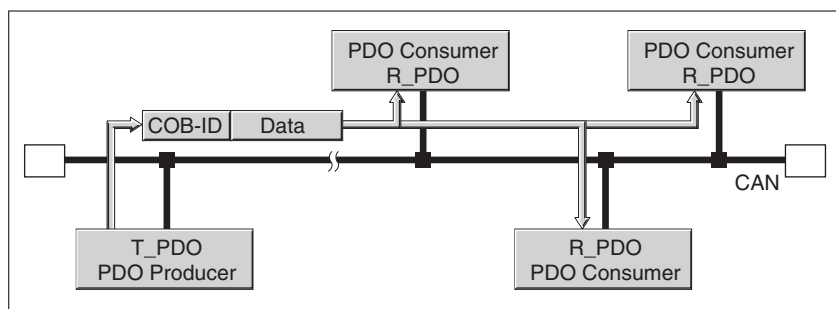 PDO Consumer
R_PDO
PDO Consumer
R_PDO
COB-ID
Data
CAN
T_PDO
PDO Producer
R_PDO
PDO Consumer